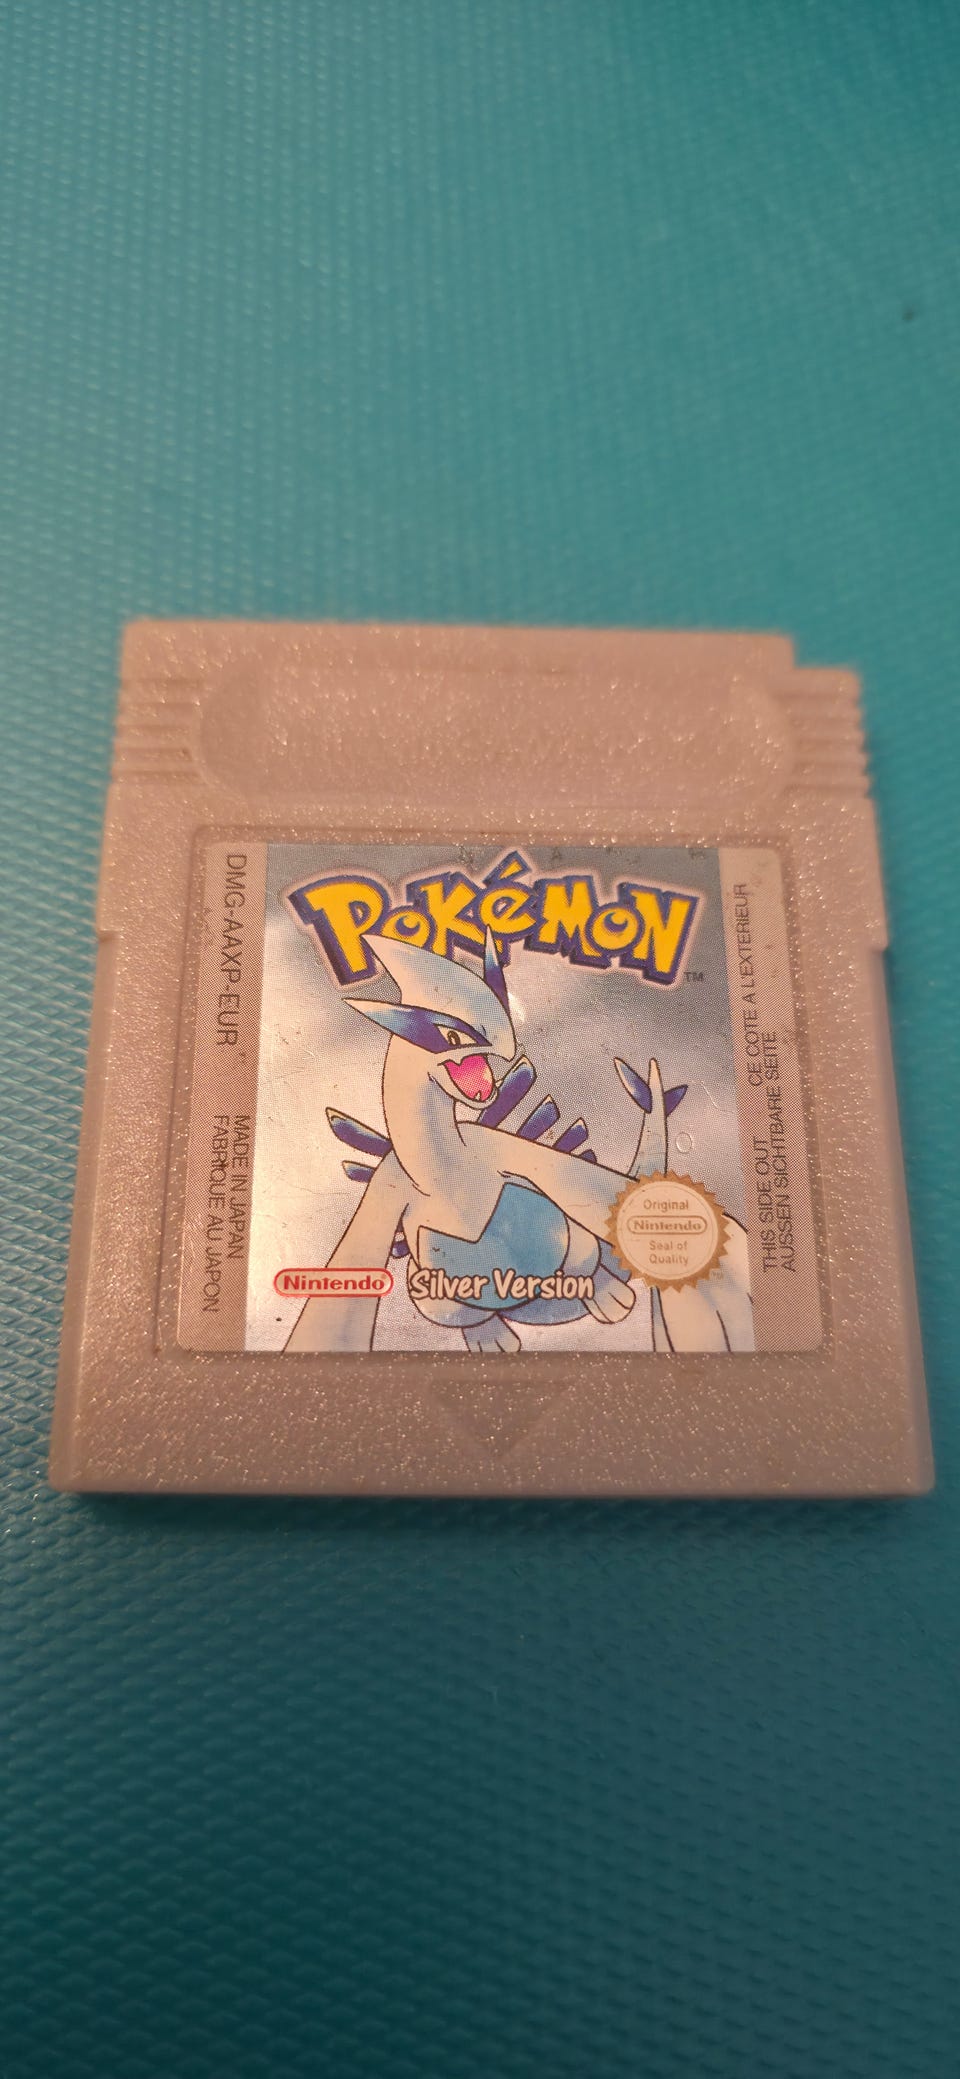 POKÉMON
TM
DMG-AAXP-EUR
MADE IN JAPAN
FABRIQUE AU JAPON
CE COTE A L'EXTERIEUR
THIS SIDE OUT
AUSSEN SICHTBARE SEITE
Original
Nintendo
Seal of
Quality
TM
Nintendo®
Silver Version